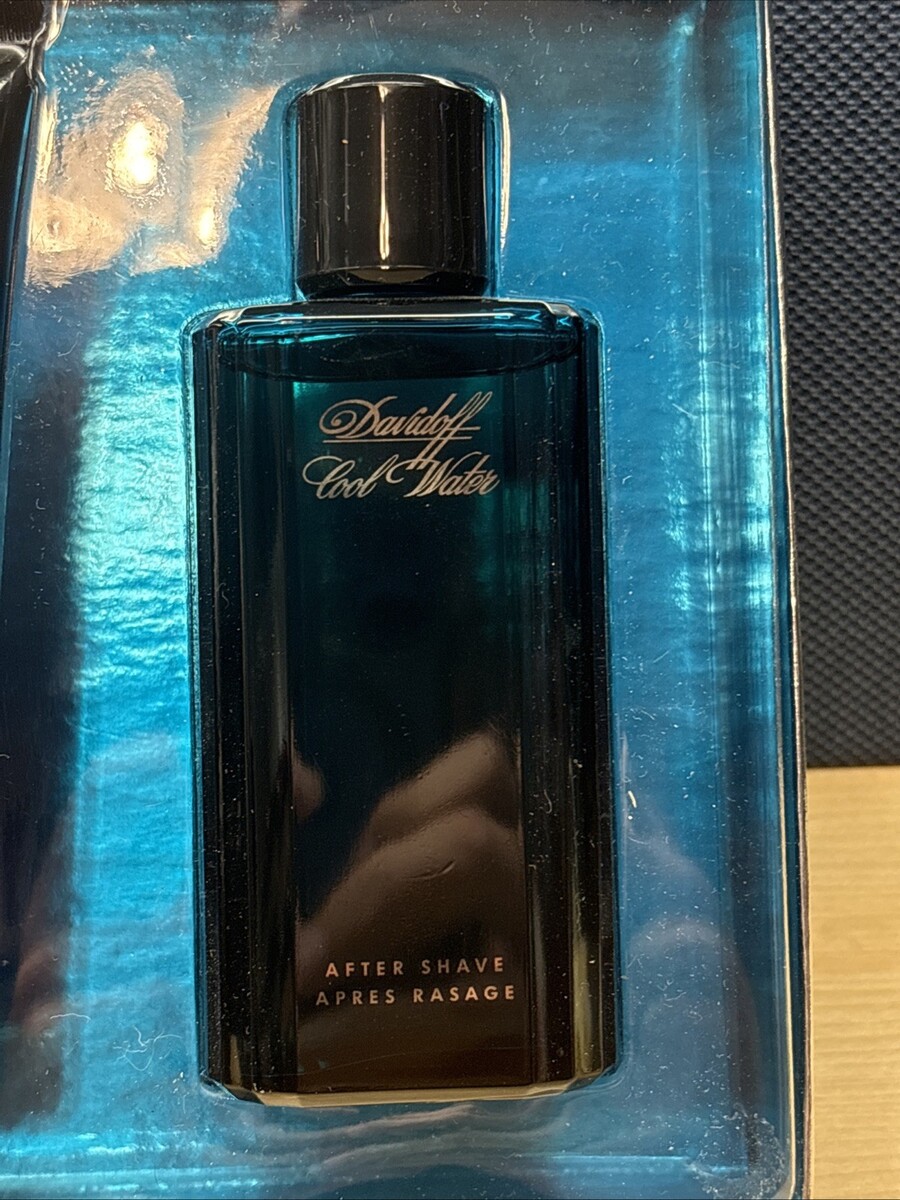 Davidoff
Cool Water
AFTER SHAVE
APRES RASAGE